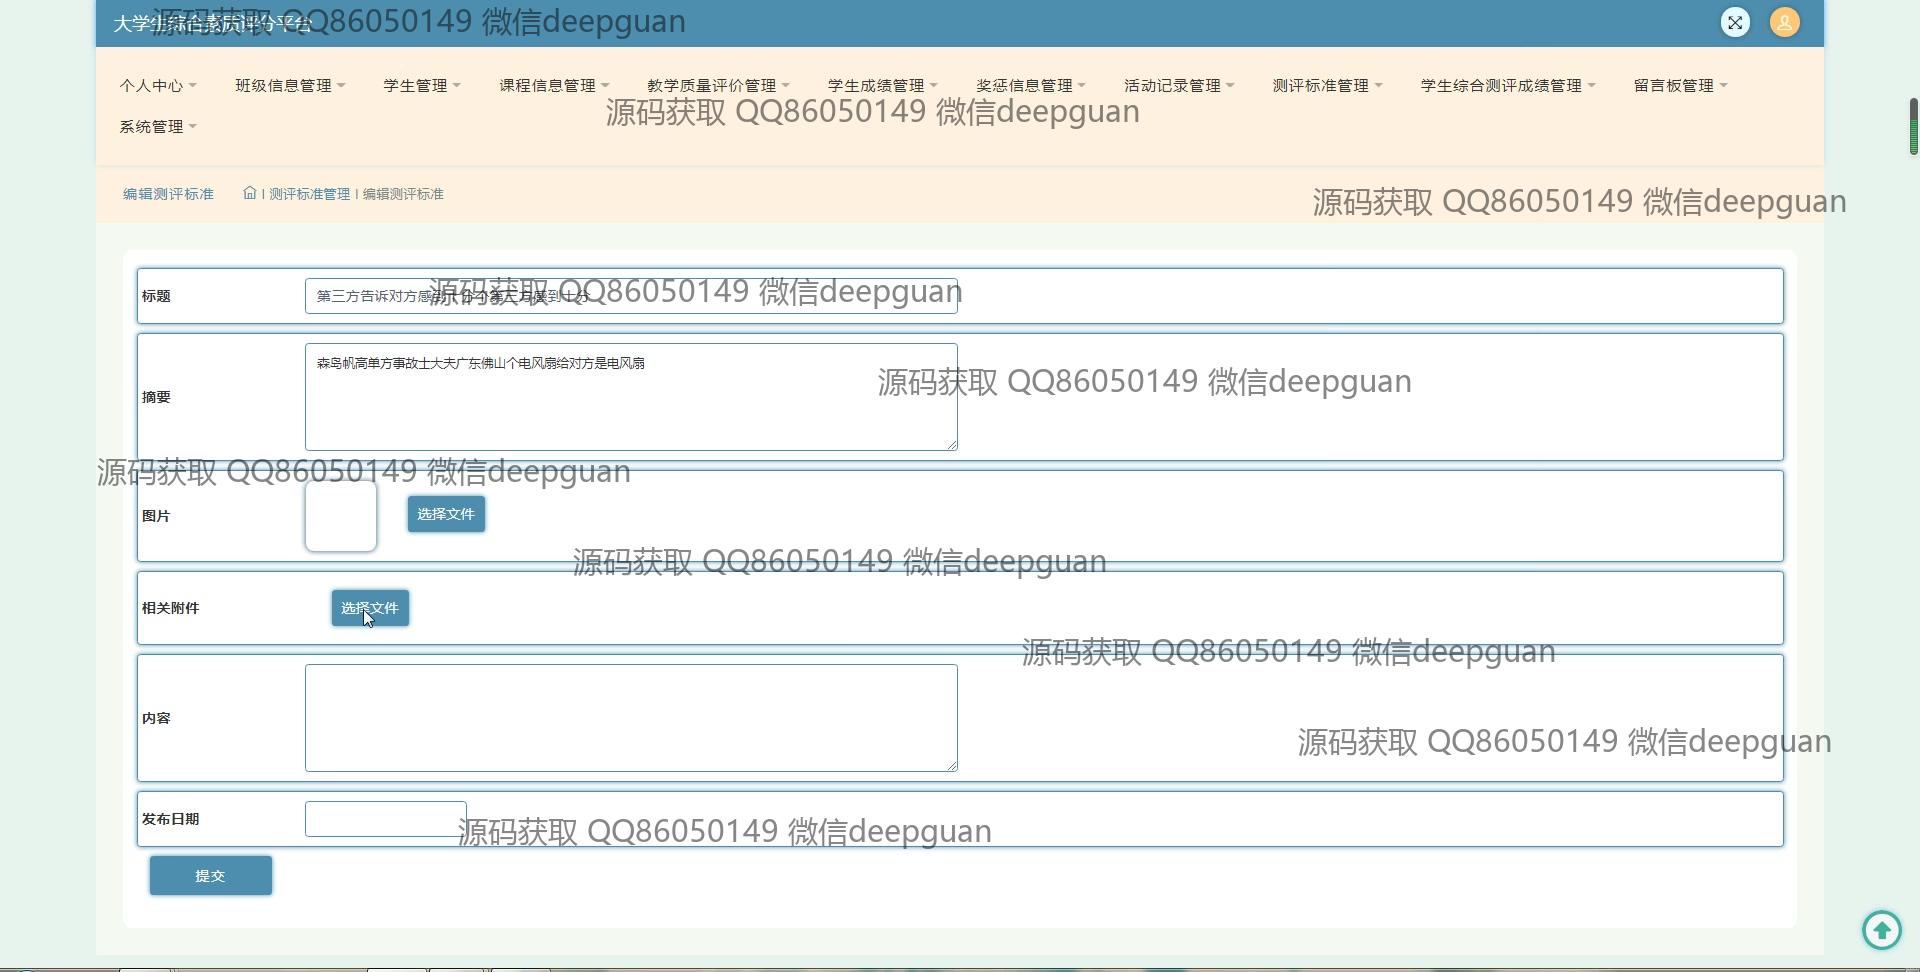 大学生综合素质评分平台
源码获取 QQ86050149 微信deepguan
个人中心 班级信息管理 学生管理 课程信息管理 教学质量评价管理 学生成绩管理 奖惩信息管理 活动记录管理 测评标准管理 学生综合测评成绩管理 留言板管理
源码获取 QQ86050149 微信deepguan
系统管理
编辑测评标准 | 测评标准管理 | 编辑测评标准
源码获取 QQ86050149 微信deepguan
标题 第三方告诉对方感到十分个第三方感到十分
源码获取 QQ86050149 微信deepguan
森岛帆高单方事故士大夫广东佛山个电风扇给对方是电风扇
源码获取 QQ86050149 微信deepguan
摘要
源码获取 QQ86050149 微信deepguan
图片 选择文件
源码获取 QQ86050149 微信deepguan
相关附件 选择文件
源码获取 QQ86050149 微信deepguan
内容
源码获取 QQ86050149 微信deepguan
发布日期
源码获取 QQ86050149 微信deepguan
提交